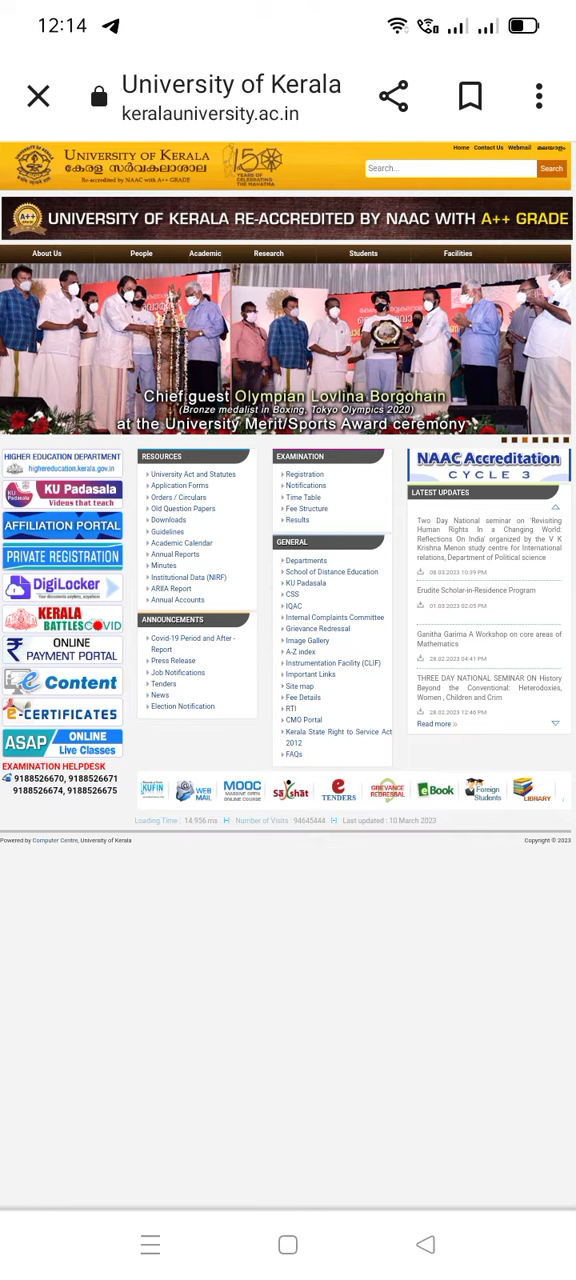 12:14
University of Kerala
keralauniversity.ac.in
Home Contact Us Webmail മലയാളം
UNIVERSITY OF KERALA
കേരള സർവകലാശാല
Re-accredited by NAAC with A++ GRADE
150
YEARS OF
CELEBRATING
THE MAHATMA
Search...
Search
A++
UNIVERSITY OF KERALA RE-ACCREDITED BY NAAC WITH A++ GRADE
About Us People Academic Research Students Facilities
Chief guest Olympian Lovlina Borgohain
(Bronze medalist in Boxing, Tokyo Olympics 2020)
at the University Merit/Sports Award ceremony
HIGHER EDUCATION DEPARTMENT
highereducation.kerala.gov.in
KU Padasala
KU Padasala
Videos that teach
AFFILIATION PORTAL
PRIVATE REGISTRATION
DigiLocker
Your documents anytime, anywhere
KERALA
BATTLES COVID
ONLINE
PAYMENT PORTAL
e Content
e-CERTIFICATES
ASAP ONLINE
Live Classes
EXAMINATION HELPDESK
9188526670, 9188526671
9188526674, 9188526675
RESOURCES
University Act and Statutes
Application Forms
Orders / Circulars
Old Question Papers
Downloads
Guidelines
Academic Calendar
Annual Reports
Minutes
Institutional Data (NIRF)
ARIIA Report
Annual Accounts
ANNOUNCEMENTS
Covid-19 Period and After -
Report
Press Release
Job Notifications
Tenders
News
Election Notification
EXAMINATION
Registration
Notifications
Time Table
Fee Structure
Results
GENERAL
Departments
School of Distance Education
KU Padasala
CSS
IQAC
Internal Complaints Committee
Grievance Redressal
Image Gallery
A-Z index
Instrumentation Facility (CLIF)
Important Links
Site map
Fee Details
RTI
CMO Portal
Kerala State Right to Service Act
2012
FAQs
NAAC Accreditation
CYCLE 3
LATEST UPDATES
Two Day National seminar on 'Revisiting
Human Rights In a Changing World:
Reflections On India' organized by the V K
Krishna Menon study centre for International
relations, Department of Political science
08.03.2023 10:39 PM
Erudite Scholar-in-Residence Program
01.03.2023 02:05 PM
Ganitha Garima A Workshop on core areas of
Mathematics
28.02.2023 04:41 PM
THREE DAY NATIONAL SEMINAR ON History
Beyond the Conventional: Heterodoxies,
Women , Children and Crim
28.02.2023 12:46 PM
Read more »
KUFIN
WEB
MAIL
MOOC
MASSIVE OPEN
ONLINE COURSE
Sakshat
e
TENDERS
GRIEVANCE
REDRESSAL
eBook
Foreign
Students
LIBRARY
Loading Time : 14.956 ms Number of Visits : 94645444 Last updated : 10 March 2023
Powered by Computer Centre, University of Kerala
Copyright © 2023